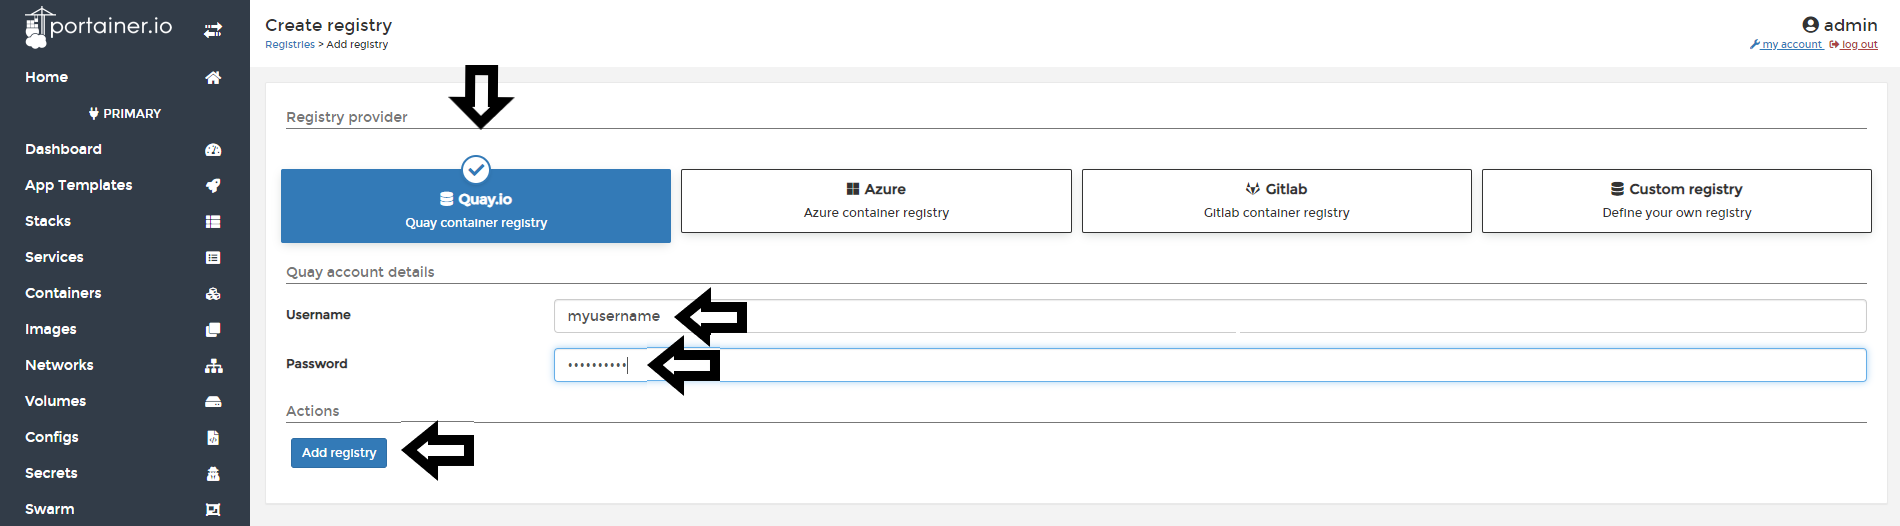 portainer.io
Home
PRIMARY
Dashboard
App Templates
Stacks
Services
Containers
Images
Networks
Volumes
Configs
Secrets
Swarm
Create registry
Registries > Add registry
admin
my account log out
Registry provider
Quay.io
Quay container registry
Azure
Azure container registry
Gitlab
Gitlab container registry
Custom registry
Define your own registry
Quay account details
Username
myusername
Password
••••••••••
Actions
Add registry